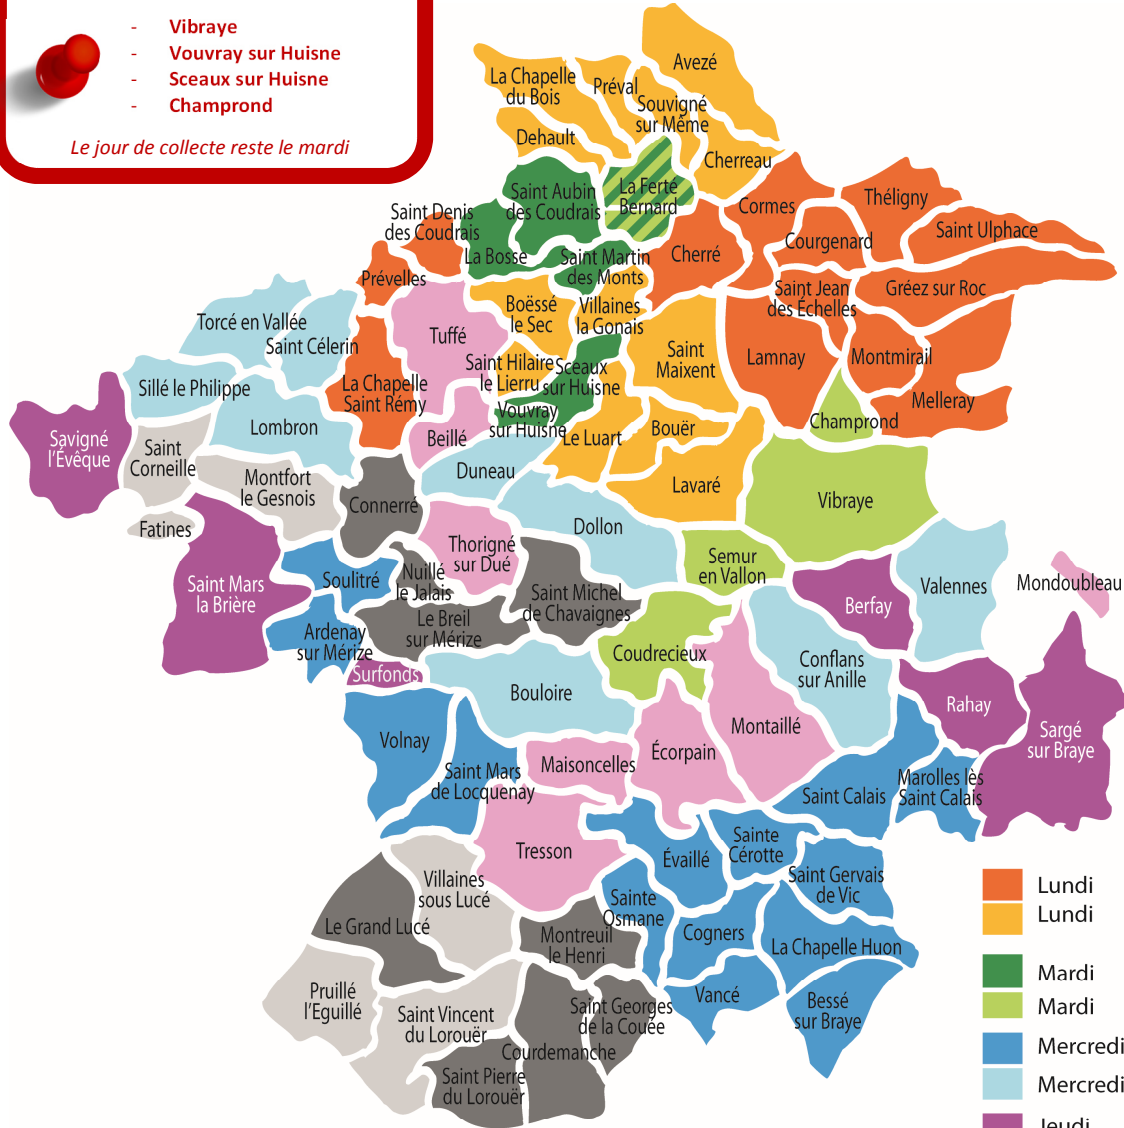 - Vibraye
- Vouvray sur Huisne
- Sceaux sur Huisne
- Champrond
Le jour de collecte reste le mardi
Avezé
La Chapelle
du Bois
Préval
Souvigné
sur Même
Dehault
Cherreau
La Ferté
Bernard
Saint Aubin
des Coudrais
Saint Denis
des Coudrais
La Bosse
Saint Martin
des Monts
Cherré
Cormes
Théligny
Courgenard
Saint Ulphace
Prévelles
Saint Jean
des Échelles
Gréez sur Roc
Torcé en Vallée
Saint Célerin
Tuffé
Boëssé
le Sec
Villaines
la Gonais
Saint
Maixent
Lamnay
Montmirail
Melleray
Sillé le Philippe
La Chapelle
Saint Rémy
Saint Hilaire
le Lierru
Sceaux
sur Huisne
Vouvray
sur Huisne
Champrond
Savigné
l'Évêque
Saint
Corneille
Lombron
Beillé
Le Luart
Bouër
Montfort
le Gesnois
Connerré
Duneau
Lavaré
Vibraye
Fatines
Dollon
Thorigné
sur Dué
Semur
en Vallon
Saint Mars
la Brière
Soulitré
Nuillé
le Jalais
Saint Michel
de Chavaignes
Berfay
Valennes
Mondoubleau
Ardenay
sur Mérize
Le Breil
sur Mérize
Surfonds
Coudrecieux
Conflans
sur Anille
Bouloire
Rahay
Sargé
sur Braye
Volnay
Montaillé
Écorpain
Maisoncelles
Saint Mars
de Locquenay
Saint Calais
Marolles lès
Saint Calais
Tresson
Évaillé
Sainte
Cérotte
Saint Gervais
de Vic
Villaines
sous Lucé
Sainte
Osmane
Le Grand Lucé
Montreuil
le Henri
Cogners
La Chapelle Huon
Pruillé
l'Eguillé
Saint Vincent
du Lorouër
Saint Georges
de la Couée
Vancé
Bessé
sur Braye
Courdemanche
Saint Pierre
du Lorouër
Lundi
Lundi
Mardi
Mardi
Mercredi
Mercredi
Jeudi